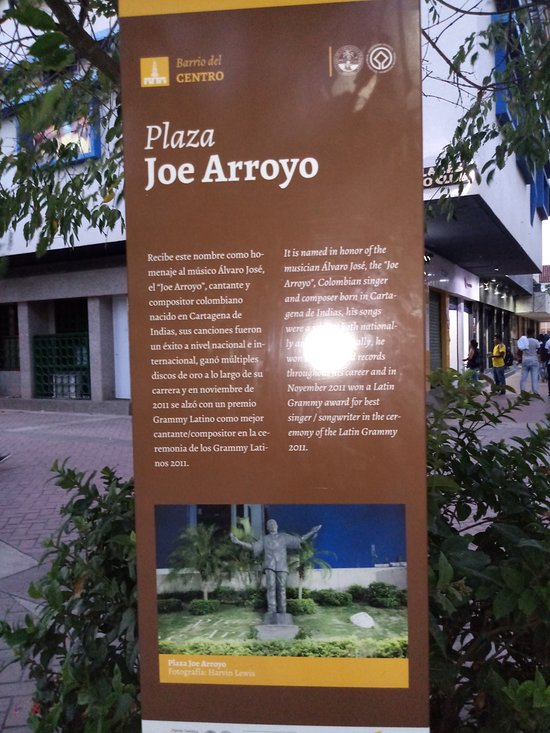 Barrio del
CENTRO
Plaza
Joe Arroyo
Recibe este nombre como ho-
menaje al músico Álvaro José,
el "Joe Arroyo", cantante y
compositor colombiano
nacido en Cartagena de
Indias, sus canciones fueron
un éxito a nivel nacional e in-
ternacional, ganó múltiples
discos de oro a lo largo de su
carrera y en noviembre de
2011 se alzó con un premio
Grammy Latino como mejor
cantante/compositor en la ce-
remonia de los Grammy Lati-
nos 2011.
It is named in honor of the
musician Álvaro José, the "Joe
Arroyo", Colombian singer
and composer born in Carta-
gena de Indias, his songs
were a national-
ly he
won records
throughout his career and in
November 2011 won a Latin
Grammy award for best
singer / songwriter in the cer-
emony of the Latin Grammy
2011.
Plaza Joe Arroyo
Fotografía: Harvin Lewis